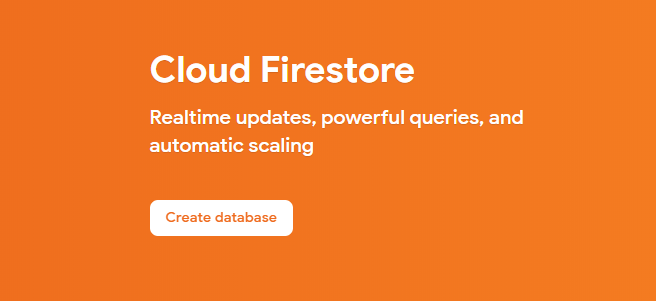 Cloud Firestore
Realtime updates, powerful queries, and
automatic scaling
Create database